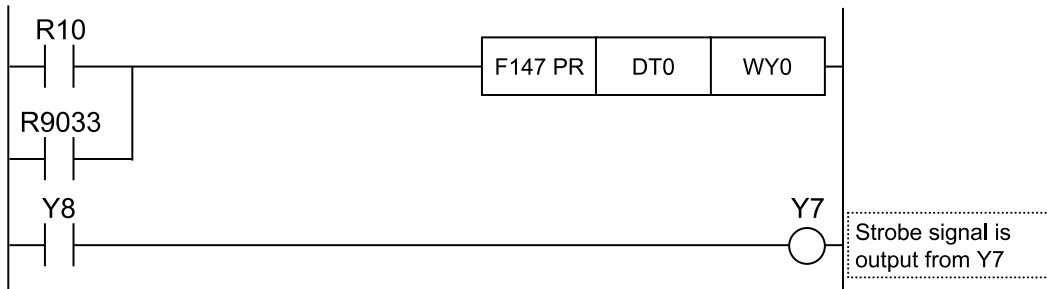 R10
F147 PR DT0 WY0
R9033
Y8
Y7
Strobe signal is
output from Y7